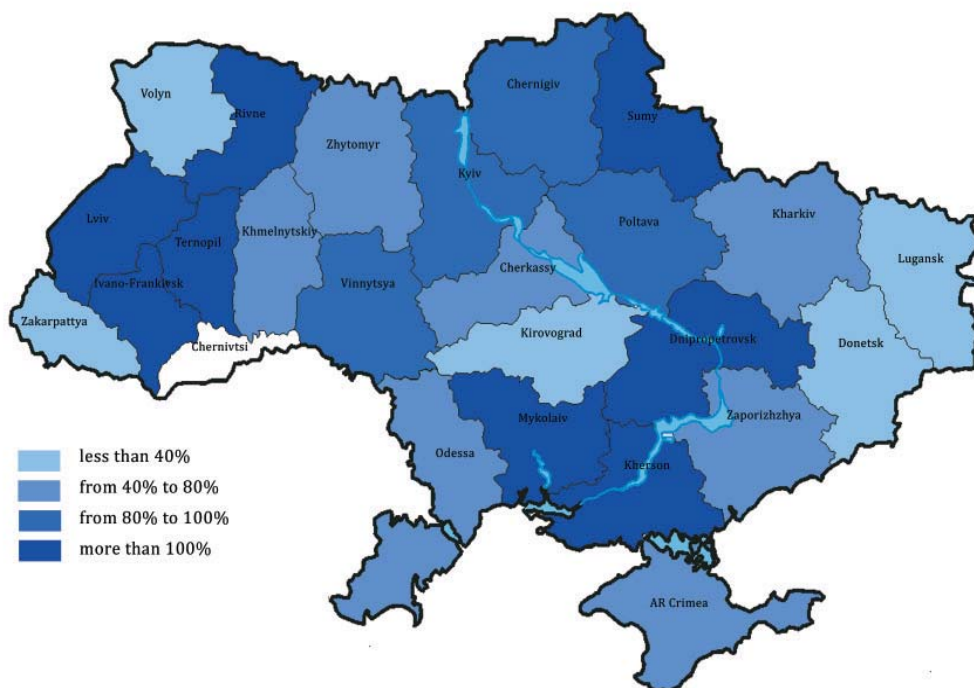 Volyn
Rivne
Zhytomyr
Chernigiv
Sumy
Kyiv
Lviv
Ternopil
Khmelnytskiy
Poltava
Kharkiv
Lugansk
Ivano-Frankivsk
Vinnytsya
Cherkassy
Zakarpattya
Chernivtsi
Kirovograd
Dnipropetrovsk
Donetsk
Mykolaiv
Zaporizhzhya
Odessa
Kherson
AR Crimea
less than 40%
from 40% to 80%
from 80% to 100%
more than 100%